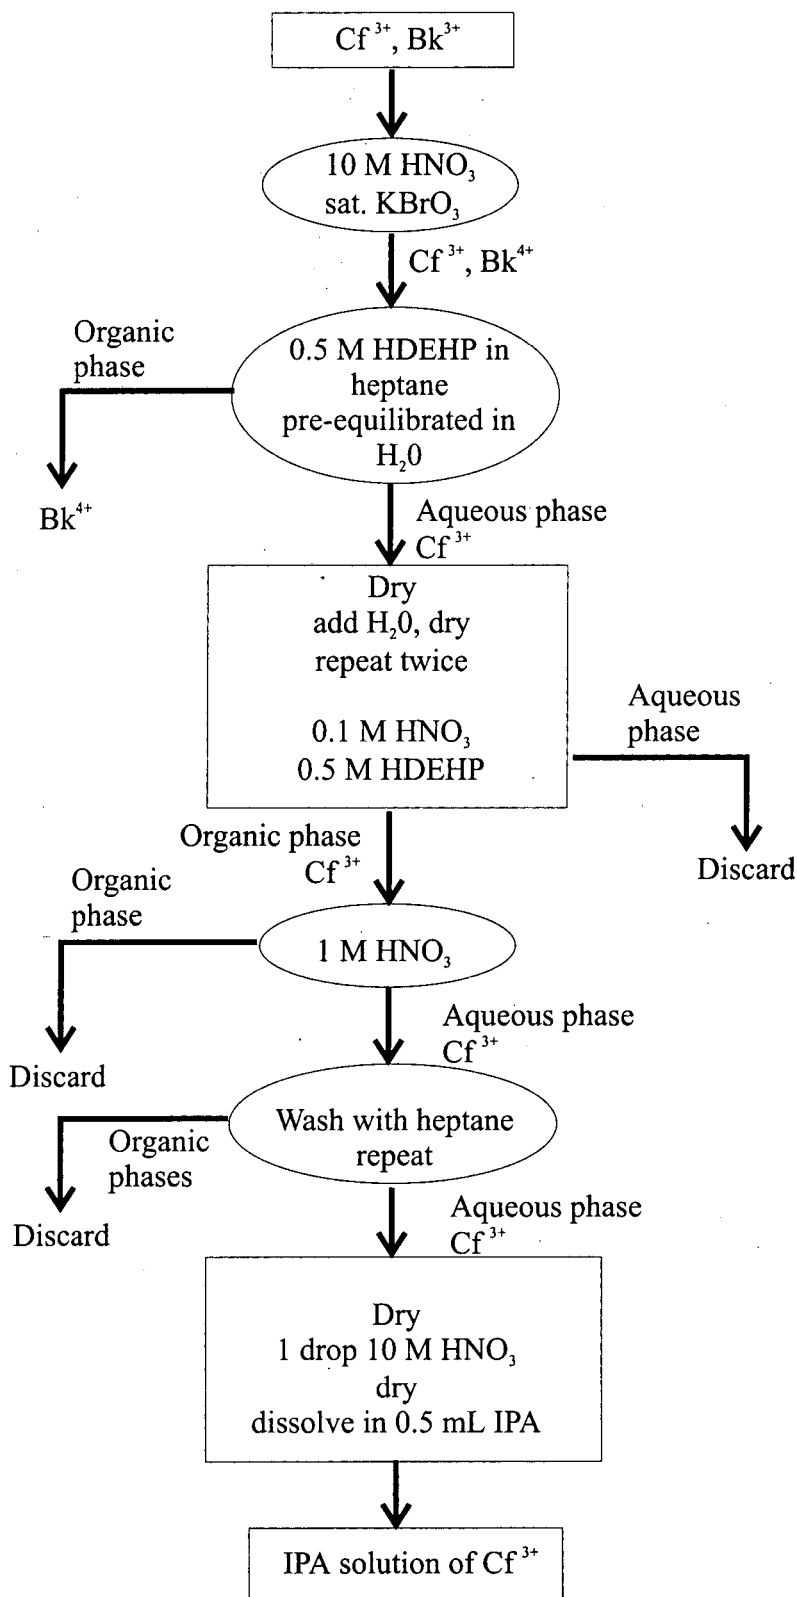 Cf³⁺, Bk³⁺
10 M HNO₃
sat. KBrO₃
Cf³⁺, Bk⁴⁺
Organic
phase
0.5 M HDEHP in
heptane
pre-equilibrated in
H₂0
Bk⁴⁺
Aqueous phase
Cf³⁺
Dry
add H₂0, dry
repeat twice
0.1 M HNO₃
0.5 M HDEHP
Aqueous
phase
Discard
Organic phase
Cf³⁺
Organic
phase
1 M HNO₃
Discard
Aqueous phase
Cf³⁺
Wash with heptane
repeat
Organic
phases
Discard
Aqueous phase
Cf³⁺
Dry
1 drop 10 M HNO₃
dry
dissolve in 0.5 mL IPA
IPA solution of Cf³⁺